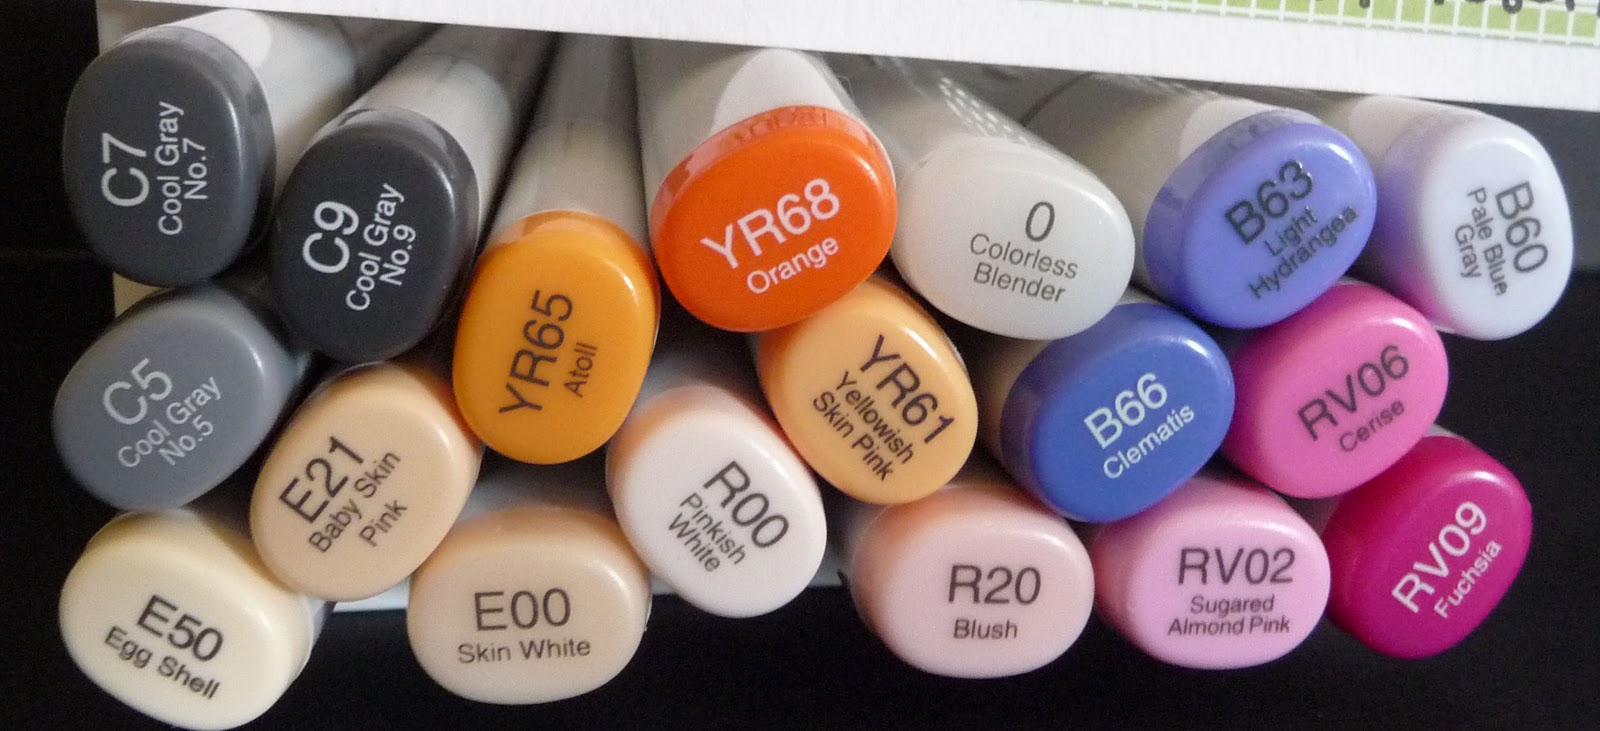 C7
Cool Gray
No.7
C9
Cool Gray
No.9
YR65
Atoll
YR68
Orange
0
Colorless
Blender
B63
Light
Hydrangea
B60
Pale Blue
Gray
C5
Cool Gray
No.5
E21
Baby Skin
Pink
R00
Pinkish
White
YR61
Yellowish
Skin Pink
B66
Clematis
RV06
Cerise
E50
Egg Shell
E00
Skin White
R20
Blush
RV02
Sugared
Almond Pink
RV09
Fuchsia